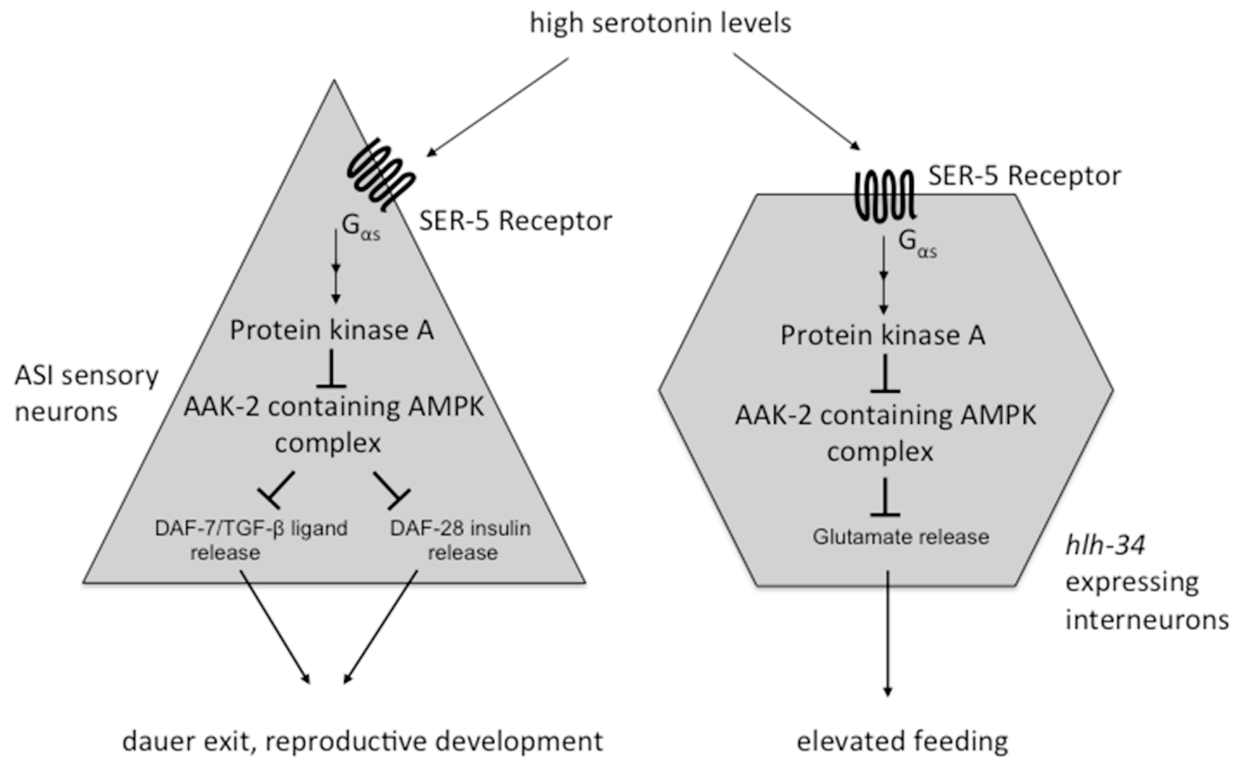 high serotonin levels
SER-5 Receptor
Gαs
Protein kinase A
ASI sensory
neurons
AAK-2 containing AMPK
complex
DAF-7/TGF-β ligand
release
DAF-28 insulin
release
dauer exit, reproductive development
SER-5 Receptor
Gαs
Protein kinase A
AAK-2 containing AMPK
complex
Glutamate release
hlh-34
expressing
interneurons
elevated feeding